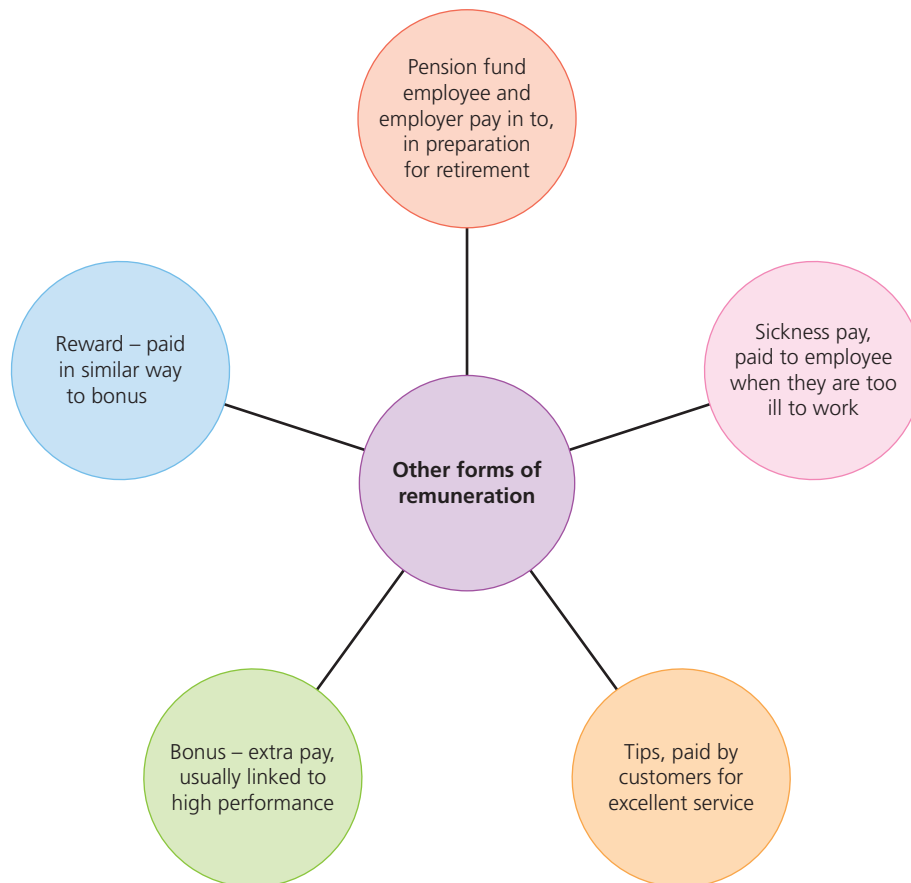 Pension fund
employee and
employer pay in to,
in preparation
for retirement
Reward – paid
in similar way
to bonus
Sickness pay,
paid to employee
when they are too
ill to work
Other forms of
remuneration
Bonus – extra pay,
usually linked to
high performance
Tips, paid by
customers for
excellent service